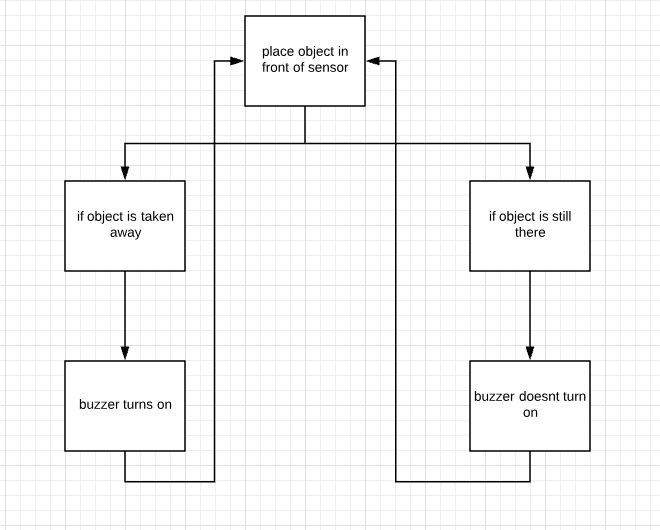 place object in
front of sensor
if object is taken
away
if object is still
there
buzzer turns on
buzzer doesnt turn
on